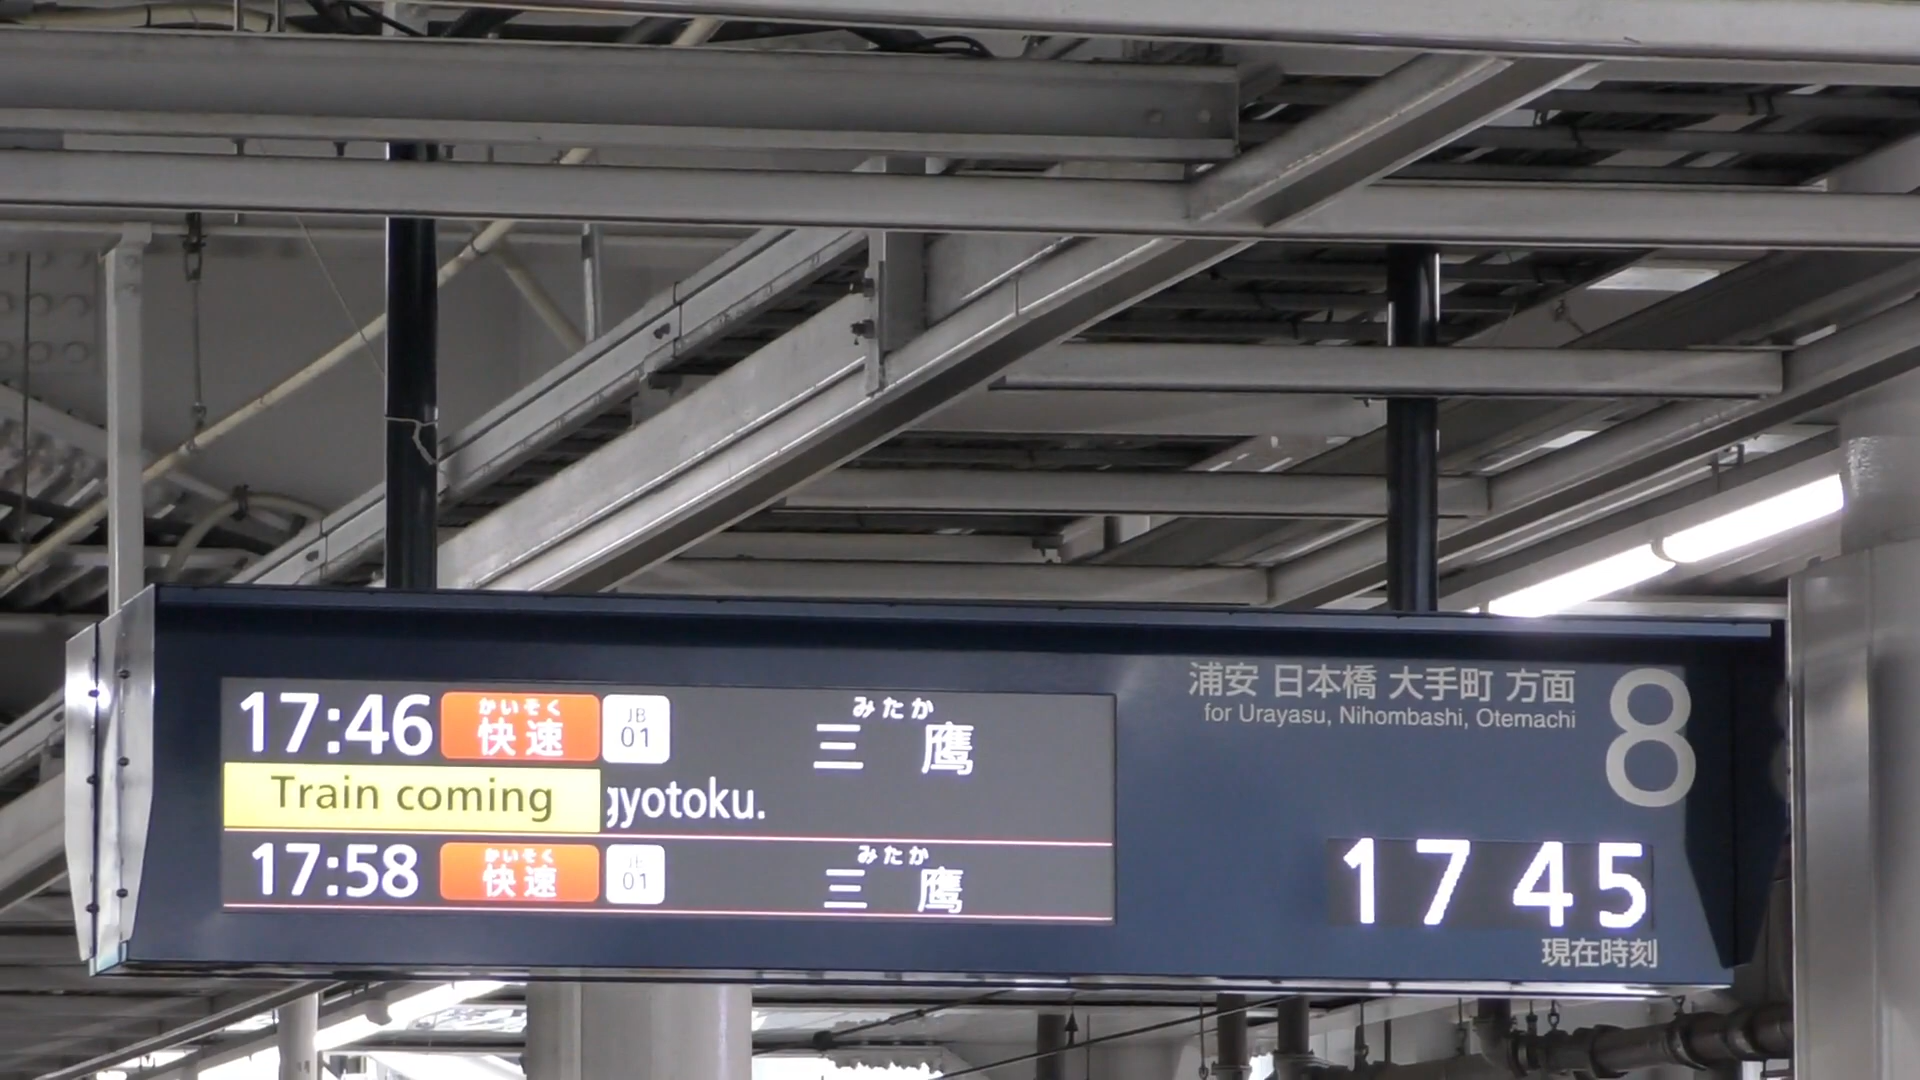 17:46 かいそく 快速 JB 01 みたか 三鷹
Train coming gyotoku.
17:58 かいそく 快速 JB 01 みたか 三鷹
浦安 日本橋 大手町 方面 8
for Urayasu, Nihombashi, Otemachi
17 45
現在時刻